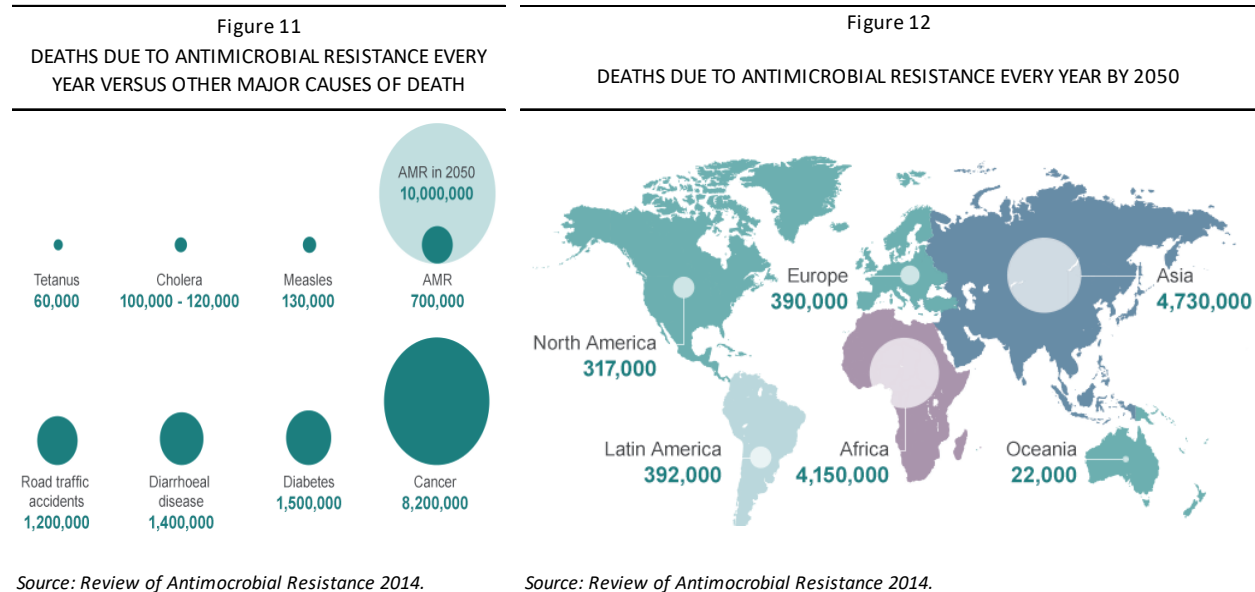 Figure 11
DEATHS DUE TO ANTIMICROBIAL RESISTANCE EVERY
YEAR VERSUS OTHER MAJOR CAUSES OF DEATH
AMR in 2050
10,000,000
Tetanus
60,000
Cholera
100,000 - 120,000
Measles
130,000
AMR
700,000
Road traffic
accidents
1,200,000
Diarrhoeal
disease
1,400,000
Diabetes
1,500,000
Cancer
8,200,000
Source: Review of Antimocrobial Resistance 2014.
Figure 12
DEATHS DUE TO ANTIMICROBIAL RESISTANCE EVERY YEAR BY 2050
Europe
390,000
Asia
4,730,000
North America
317,000
Latin America
392,000
Africa
4,150,000
Oceania
22,000
Source: Review of Antimocrobial Resistance 2014.